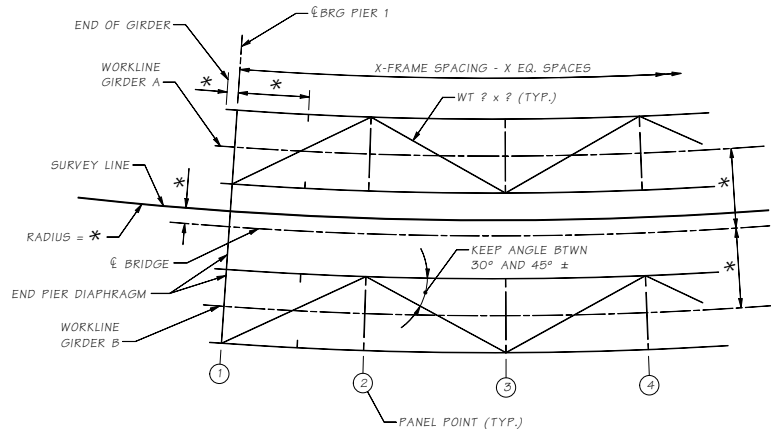 ℄ BRG PIER 1
END OF GIRDER
WORKLINE
GIRDER A
X-FRAME SPACING - X EQ. SPACES
*
*
WT ? x ? (TYP.)
SURVEY LINE
*
*
RADIUS = *
℄ BRIDGE
KEEP ANGLE BTWN
30° AND 45° ±
*
END PIER DIAPHRAGM
WORKLINE
GIRDER B
1
2
3
4
PANEL POINT (TYP.)